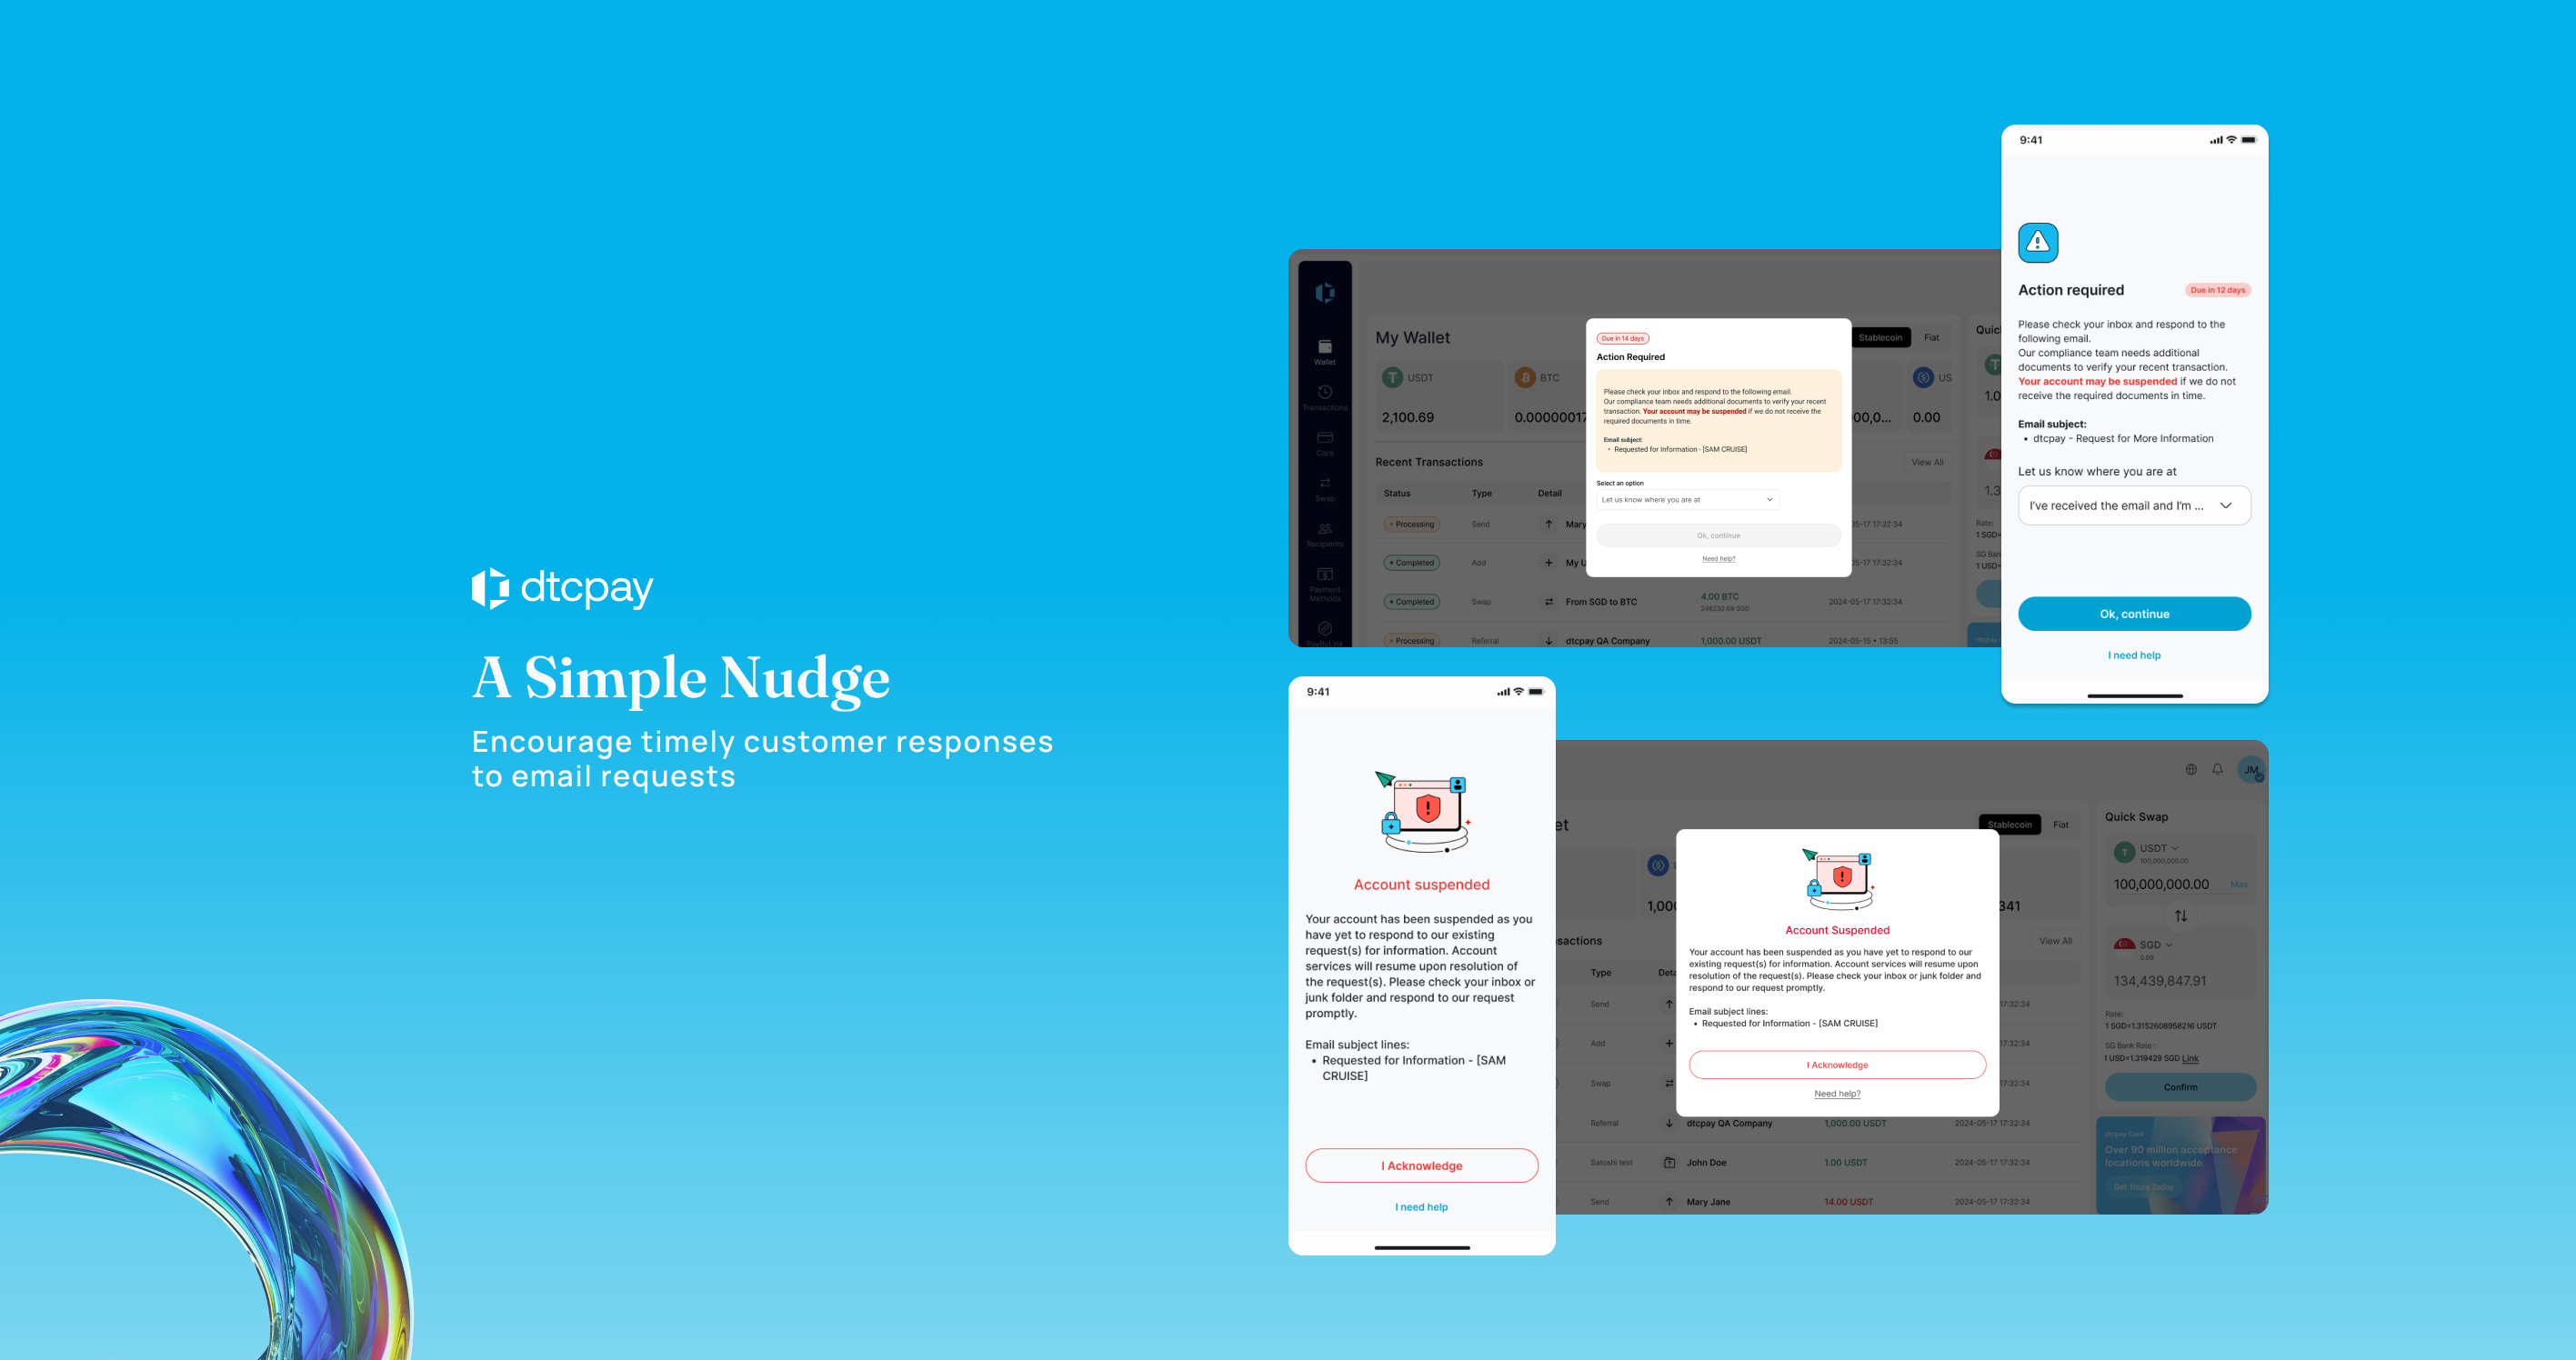 dtcpay
A Simple Nudge
Encourage timely customer responses
to email requests
My Wallet
Stablecoin
Fiat
Wallet
Transactions
Card
Swap
Recipients
Payment
Methods
USDT
2,100.69
BTC
0.00000017
00,0...
US
0.00
Recent Transactions
View All
Status
Type
Detail
Processing
Send
Mary
05-17 17:32:34
Completed
Add
My U
17:32:34
Completed
Swap
From SGD to BTC
4.00 BTC
246232.69 SGD
2024-05-17 17:32:34
Processing
Referral
dtcpay QA Company
1,000.00 USDT
2024-05-15 • 13:55
Quic
1.0
1.3
Rate:
1 SGD=
SG Ban
1 USD=
Due in 14 days
Action Required
Please check your inbox and respond to the following email.
Our compliance team needs additional documents to verify your recent
transaction. Your account may be suspended if we do not receive the
required documents in time.
Email subject:
• Requested for Information - [SAM CRUISE]
Select an option
Let us know where you are at
Ok, continue
Need help?
9:41
Action required
Due in 12 days
Please check your inbox and respond to the
following email.
Our compliance team needs additional
documents to verify your recent transaction.
Your account may be suspended if we do not
receive the required documents in time.
Email subject:
• dtcpay - Request for More Information
Let us know where you are at
I've received the email and I'm ...
Ok, continue
I need help
9:41
Account suspended
Your account has been suspended as you
have yet to respond to our existing
request(s) for information. Account
services will resume upon resolution of
the request(s). Please check your inbox or
junk folder and respond to our request
promptly.
Email subject lines:
• Requested for Information - [SAM
CRUISE]
I Acknowledge
I need help
JM
et
Stablecoin
Fiat
1,000
341
sactions
View All
Type
Deta
Send
17:32:34
Add
17:32:34
Swap
17:32:34
Referral
dtcpay QA Company
1,000.00 USDT
2024-05-17 17:32:34
Satoshi test
John Doe
1.00 USDT
2024-05-17 17:32:34
Send
Mary Jane
14.00 USDT
2024-05-17 17:32:34
Account Suspended
Your account has been suspended as you have yet to respond to our
existing request(s) for information. Account services will resume upon
resolution of the request(s). Please check your inbox or junk folder and
respond to our request promptly.
Email subject lines:
• Requested for Information - [SAM CRUISE]
I Acknowledge
Need help?
Quick Swap
USDT
100,000,000.00
100,000,000.00
Max
SGD
0.69
134,439,847.91
Rate:
1 SGD=1.3152608958216 USDT
SG Bank Rate :
1 USD=1.319429 SGD Link
Confirm
dtcpay Card
Over 90 million acceptance
locations worldwide.
Get Yours Today